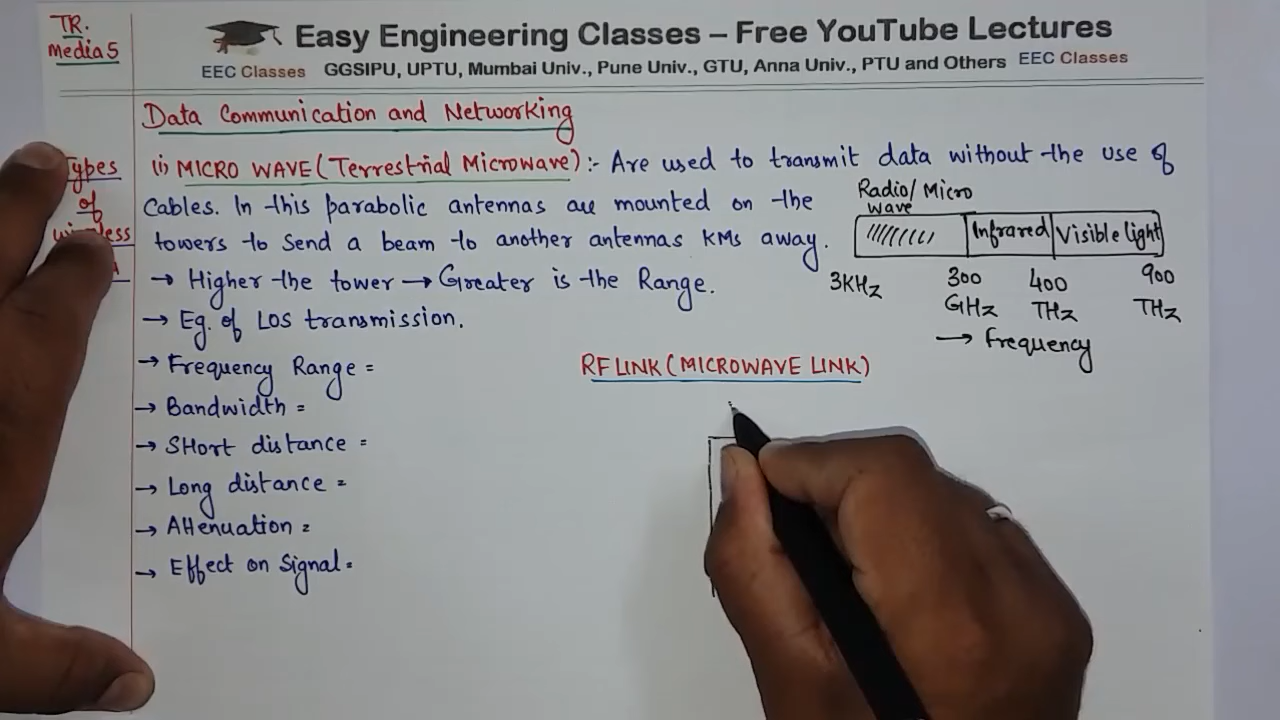 TR.
Media 5
Easy Engineering Classes – Free YouTube Lectures
EEC Classes GGSIPU, UPTU, Mumbai Univ., Pune Univ., GTU, Anna Univ., PTU and Others EEC Classes
Data Communication and Networking
Types
of
wireless
(i) MICRO WAVE (Terrestrial Microwave) :- Are used to transmit data without the use of
Cables. In this parabolic antennas are mounted on the
towers to send a beam to another antennas KMs away.
→ Higher the tower → Greater is the Range.
→ Eg. of LOS transmission.
→ Frequency Range =
→ Bandwidth =
→ SHort distance =
→ Long distance =
→ Attenuation =
→ Effect on Signal =
Radio/Micro
wave
Infrared Visible light
3KHz 300 400 900
GHz THz THz
→ frequency
RF LINK (MICROWAVE LINK)